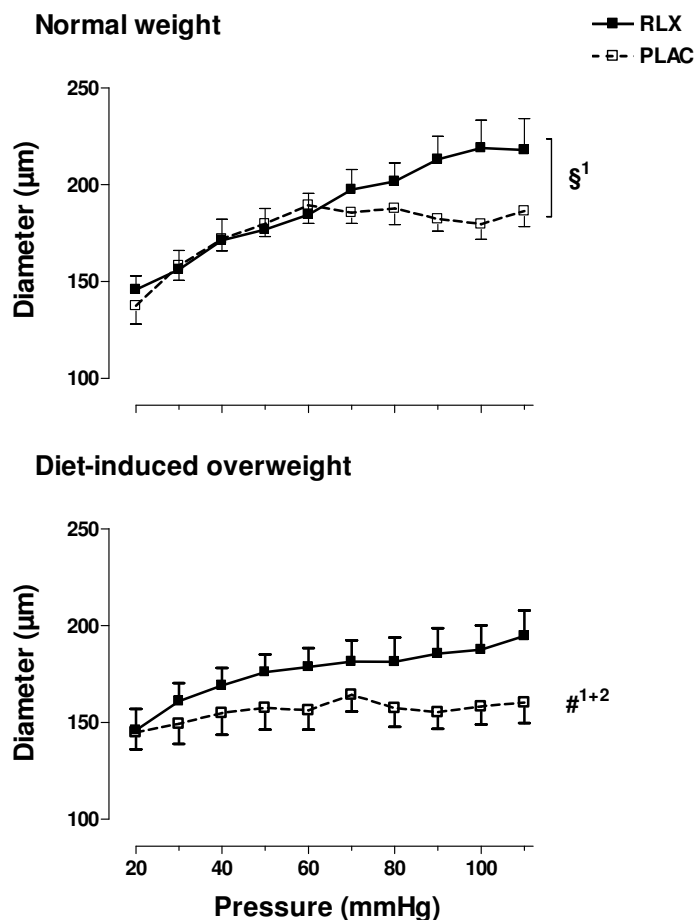 Normal weight
RLX
PLAC
250
200
150
100
Diameter (µm)
§¹
Diet-induced overweight
250
200
150
100
Diameter (µm)
#¹⁺²
20 40 60 80 100
Pressure (mmHg)